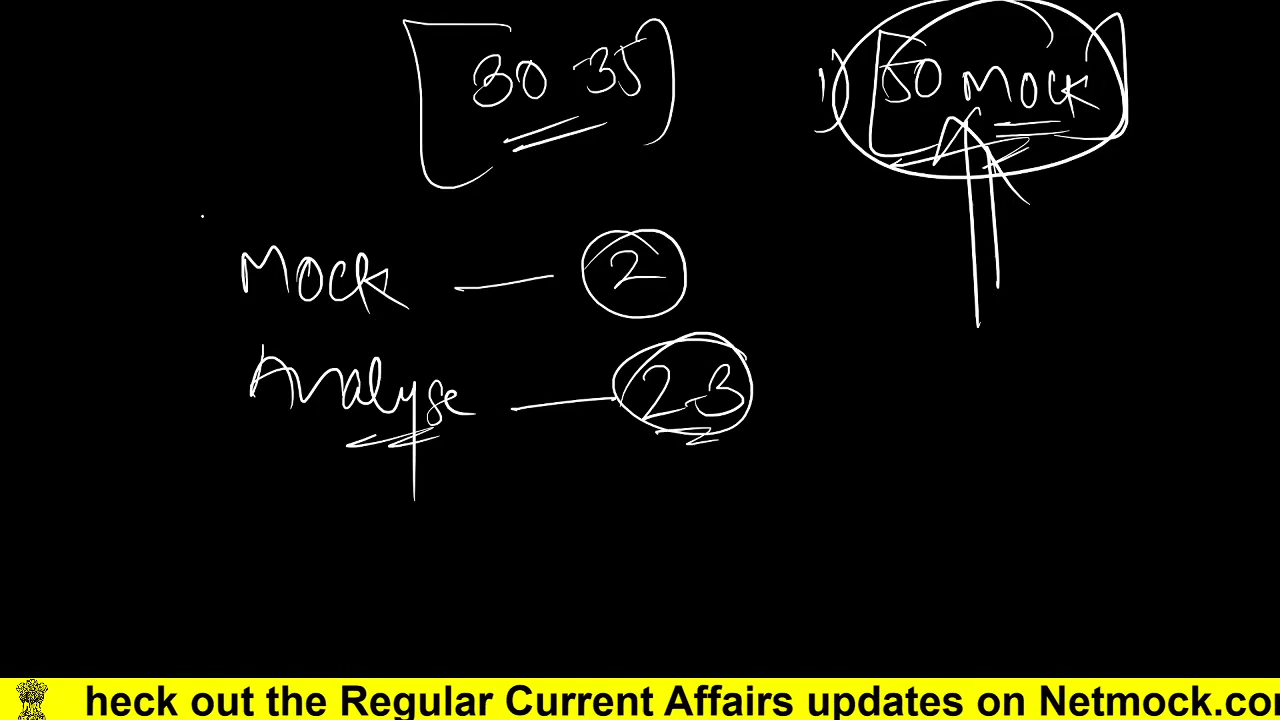 30-35
1) 50 Mock
Mock — 2
Analyse — 2-3
heck out the Regular Current Affairs updates on Netmock.co